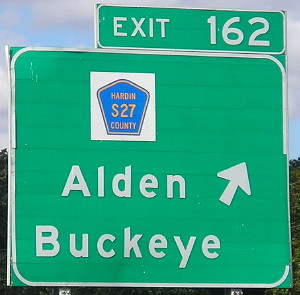 EXIT 162
HARDIN
S27
COUNTY
Alden
Buckeye